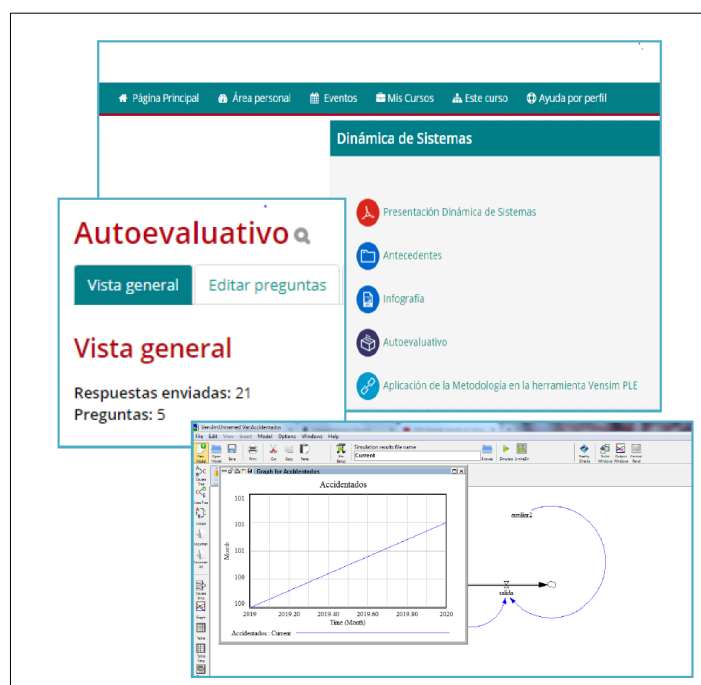 Página Principal Área personal Eventos Mis Cursos Este curso Ayuda por perfil
Dinámica de Sistemas
Presentación Dinámica de Sistemas
Antecedentes
Infografía
Autoevaluativo
Aplicación de la Metodología en la herramienta Vensim PLE
Autoevaluativo
Vista general Editar preguntas
Vista general
Respuestas enviadas: 21
Preguntas: 5
File Edit View Insert Model Options Windows Help
Simulation results file name
Current
Graph for Accidentados
Accidentados
101
101
101
100
100
Month
2019 2019.20 2019.40 2019.60 2019.80 2020
Time (Month)
Accidentados : Current
auxiliar2
salida